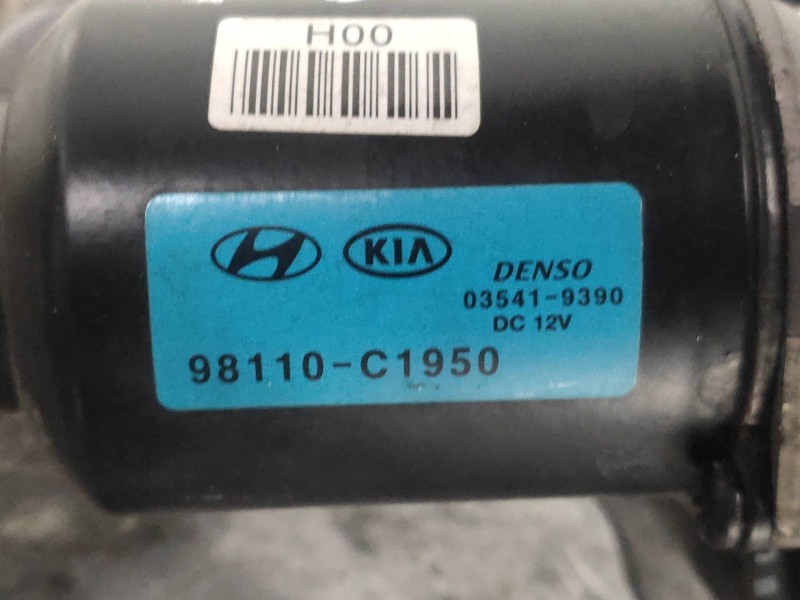 H00
KIA
DENSO
03541-9390
DC 12V
98110-C1950